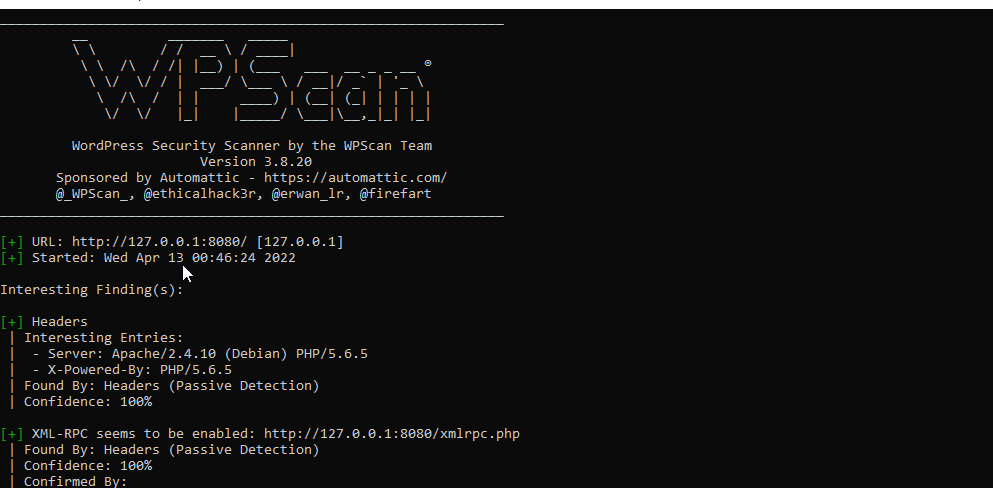 WPScan ®
WordPress Security Scanner by the WPScan Team
Version 3.8.20
Sponsored by Automattic - https://automattic.com/
@_WPScan_, @ethicalhack3r, @erwan_lr, @firefart
[+] URL: http://127.0.0.1:8080/ [127.0.0.1]
[+] Started: Wed Apr 13 00:46:24 2022
Interesting Finding(s):
[+] Headers
| Interesting Entries:
|  - Server: Apache/2.4.10 (Debian) PHP/5.6.5
|  - X-Powered-By: PHP/5.6.5
| Found By: Headers (Passive Detection)
| Confidence: 100%
[+] XML-RPC seems to be enabled: http://127.0.0.1:8080/xmlrpc.php
| Found By: Headers (Passive Detection)
| Confidence: 100%
| Confirmed By: